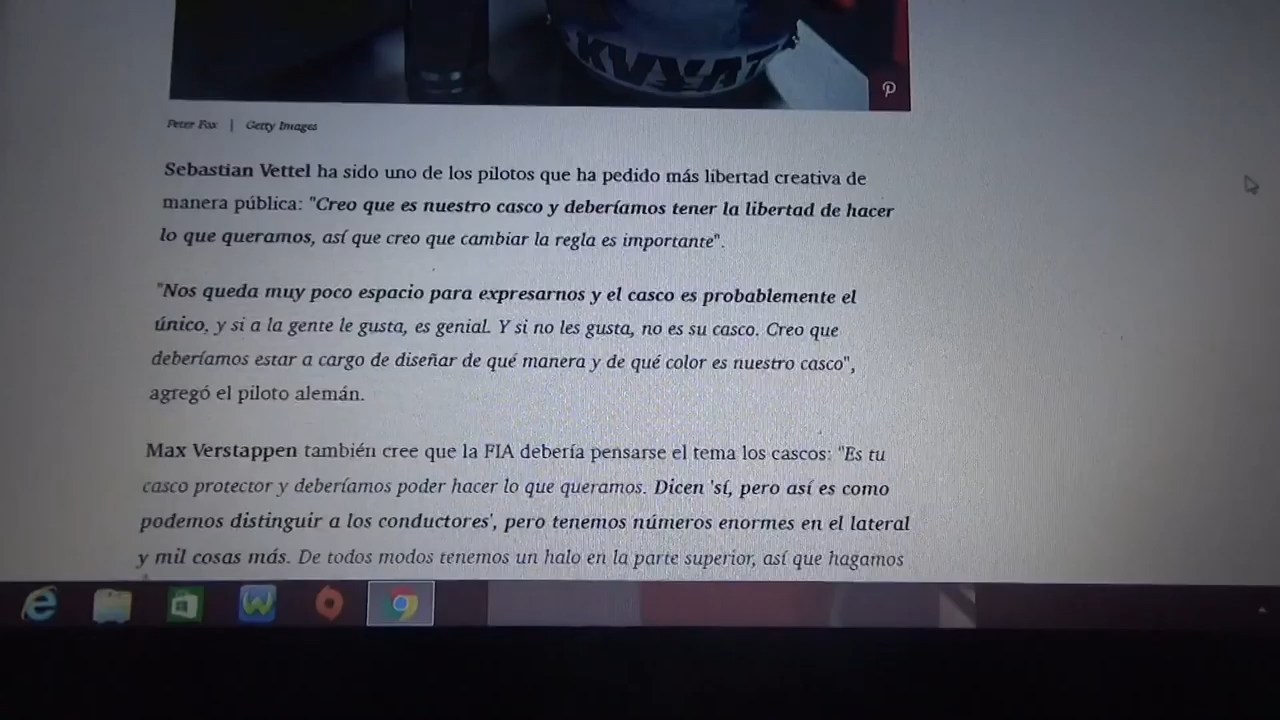 KVYAT
Peter Fox | Getty Images
Sebastian Vettel ha sido uno de los pilotos que ha pedido más libertad creativa de
manera pública: "Creo que es nuestro casco y deberíamos tener la libertad de hacer
lo que queramos, así que creo que cambiar la regla es importante".
"Nos queda muy poco espacio para expresarnos y el casco es probablemente el
único, y si a la gente le gusta, es genial. Y si no les gusta, no es su casco. Creo que
deberíamos estar a cargo de diseñar de qué manera y de qué color es nuestro casco",
agregó el piloto alemán.
Max Verstappen también cree que la FIA debería pensarse el tema los cascos: "Es tu
casco protector y deberíamos poder hacer lo que queramos. Dicen 'sí, pero así es como
podemos distinguir a los conductores', pero tenemos números enormes en el lateral
y mil cosas más. De todos modos tenemos un halo en la parte superior, así que hagamos